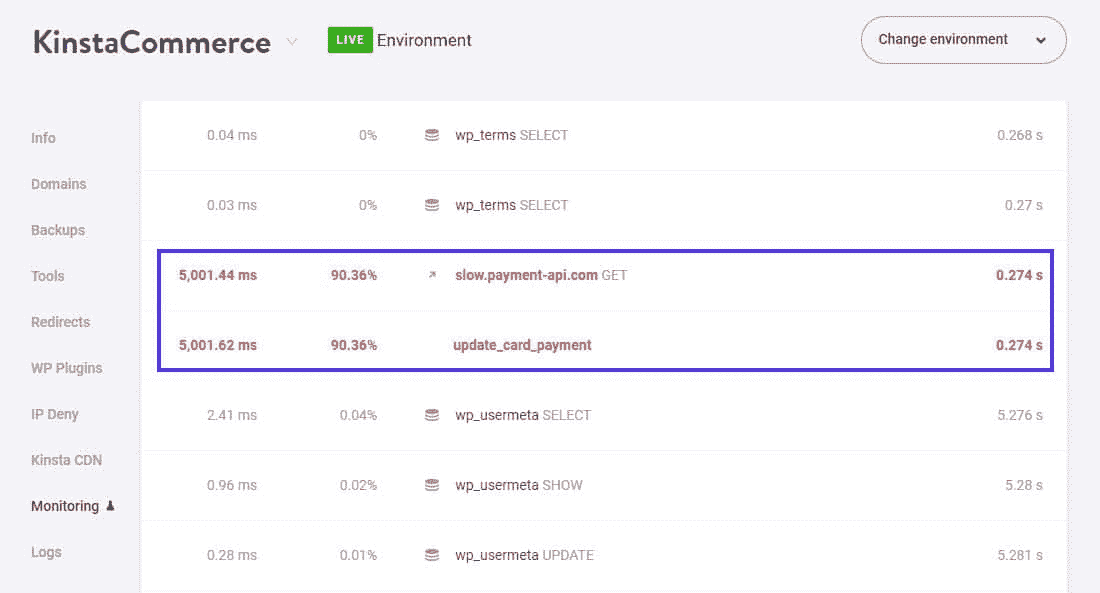 KinstaCommerce LIVE Environment Change environment
Info
Domains
Backups
Tools
Redirects
WP Plugins
IP Deny
Kinsta CDN
Monitoring
Logs
0.04 ms 0% wp_terms SELECT 0.268 s
0.03 ms 0% wp_terms SELECT 0.27 s
5,001.44 ms 90.36% slow.payment-api.com GET 0.274 s
5,001.62 ms 90.36% update_card_payment 0.274 s
2.41 ms 0.04% wp_usermeta SELECT 5.276 s
0.96 ms 0.02% wp_usermeta SHOW 5.28 s
0.28 ms 0.01% wp_usermeta UPDATE 5.281 s